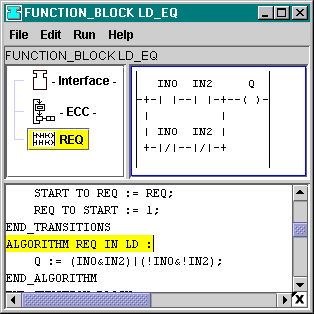 FUNCTION_BLOCK LD_EQ
File Edit Run Help
FUNCTION_BLOCK LD_EQ
- Interface -
- ECC -
REQ
IN0 IN2 Q
-+-| |--| |-+--( )-
| |
| IN0 IN2 |
+-|/|--|/|-+
START TO REQ := REQ;
REQ TO START := 1;
END_TRANSITIONS
ALGORITHM REQ IN LD :
Q := (IN0&IN2)|(!IN0&!IN2);
END_ALGORITHM